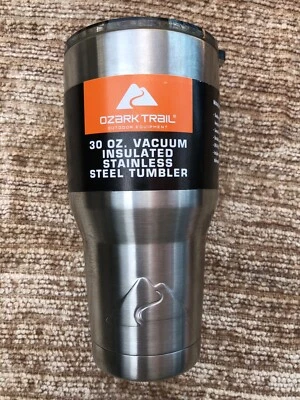 OZARK TRAIL®
OUTDOOR EQUIPMENT
30 OZ. VACUUM
INSULATED
STAINLESS
STEEL TUMBLER